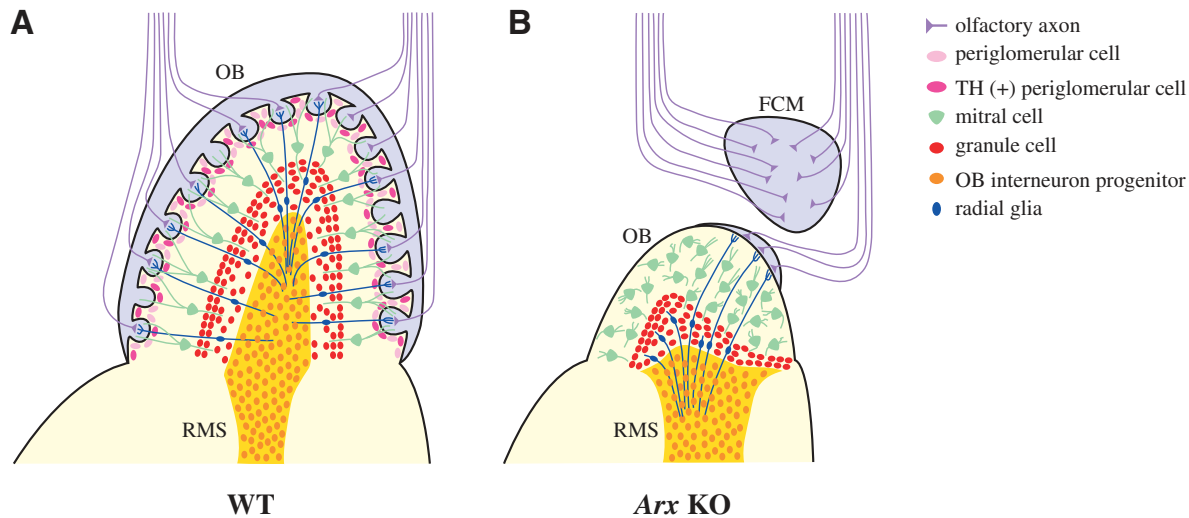 A
OB
RMS
WT
B
FCM
OB
RMS
Arx KO
olfactory axon
periglomerular cell
TH (+) periglomerular cell
mitral cell
granule cell
OB interneuron progenitor
radial glia